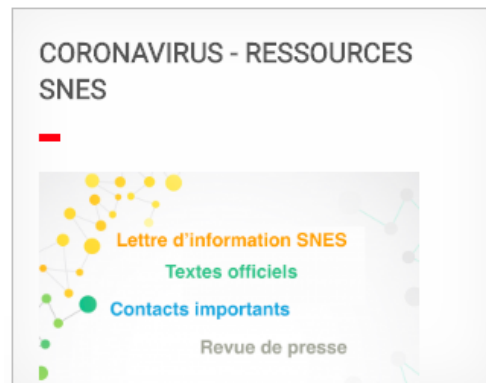 CORONAVIRUS - RESSOURCES
SNES
Lettre d'information SNES
Textes officiels
Contacts importants
Revue de presse